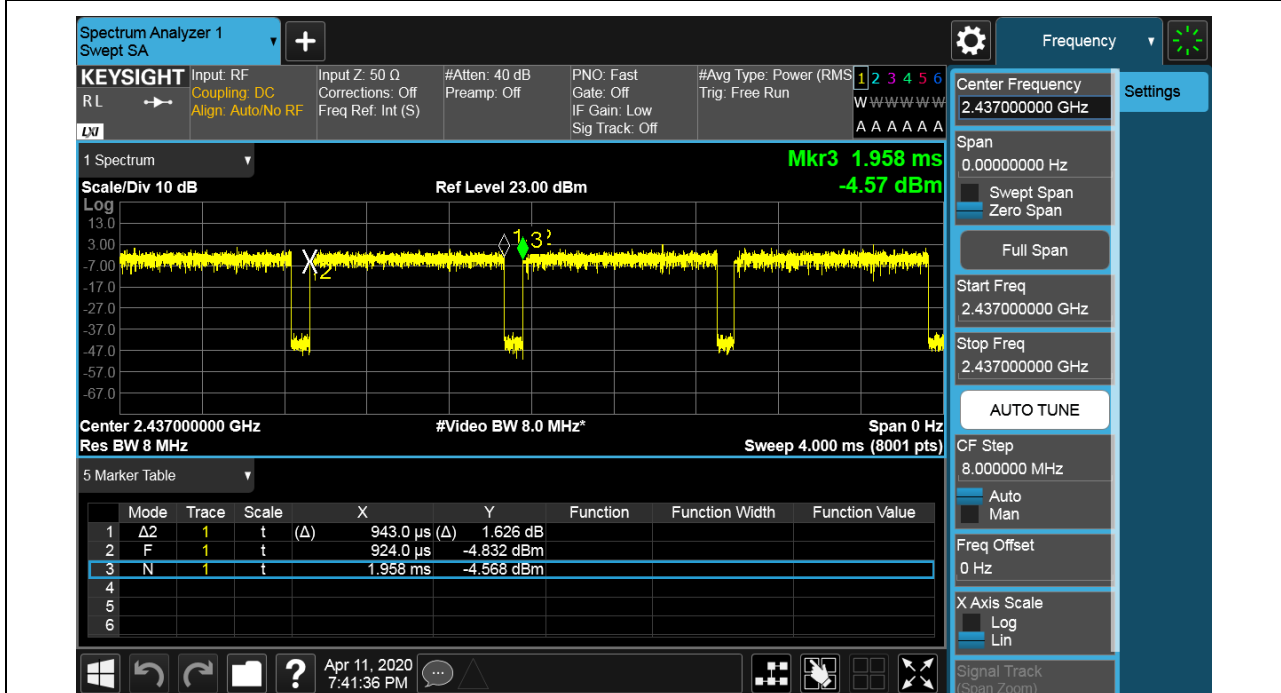 Spectrum Analyzer 1
Swept SA
+
Frequency
KEYSIGHT
RL
LXI
Input: RF
Coupling: DC
Align: Auto/No RF
Input Z: 50 Ω
Corrections: Off
Freq Ref: Int (S)
#Atten: 40 dB
Preamp: Off
PNO: Fast
Gate: Off
IF Gain: Low
Sig Track: Off
#Avg Type: Power (RMS
Trig: Free Run
1 2 3 4 5 6
W W W W W W
A A A A A A
1 Spectrum
Scale/Div 10 dB
Ref Level 23.00 dBm
Mkr3 1.958 ms
-4.57 dBm
Log
13.0
3.00
-7.00
-17.0
-27.0
-37.0
-47.0
-57.0
-67.0
X2
1
3
Center 2.437000000 GHz
#Video BW 8.0 MHz*
Span 0 Hz
Res BW 8 MHz
Sweep 4.000 ms (8001 pts)
5 Marker Table
Mode Trace Scale X Y Function Function Width Function Value
1 Δ2 1 t (Δ) 943.0 µs (Δ) 1.626 dB
2 F 1 t 924.0 µs -4.832 dBm
3 N 1 t 1.958 ms -4.568 dBm
4
5
6
?
Apr 11, 2020
7:41:36 PM
Center Frequency
2.437000000 GHz
Settings
Span
0.00000000 Hz
Swept Span
Zero Span
Full Span
Start Freq
2.437000000 GHz
Stop Freq
2.437000000 GHz
AUTO TUNE
CF Step
8.000000 MHz
Auto
Man
Freq Offset
0 Hz
X Axis Scale
Log
Lin
Signal Track
(Span Zoom)